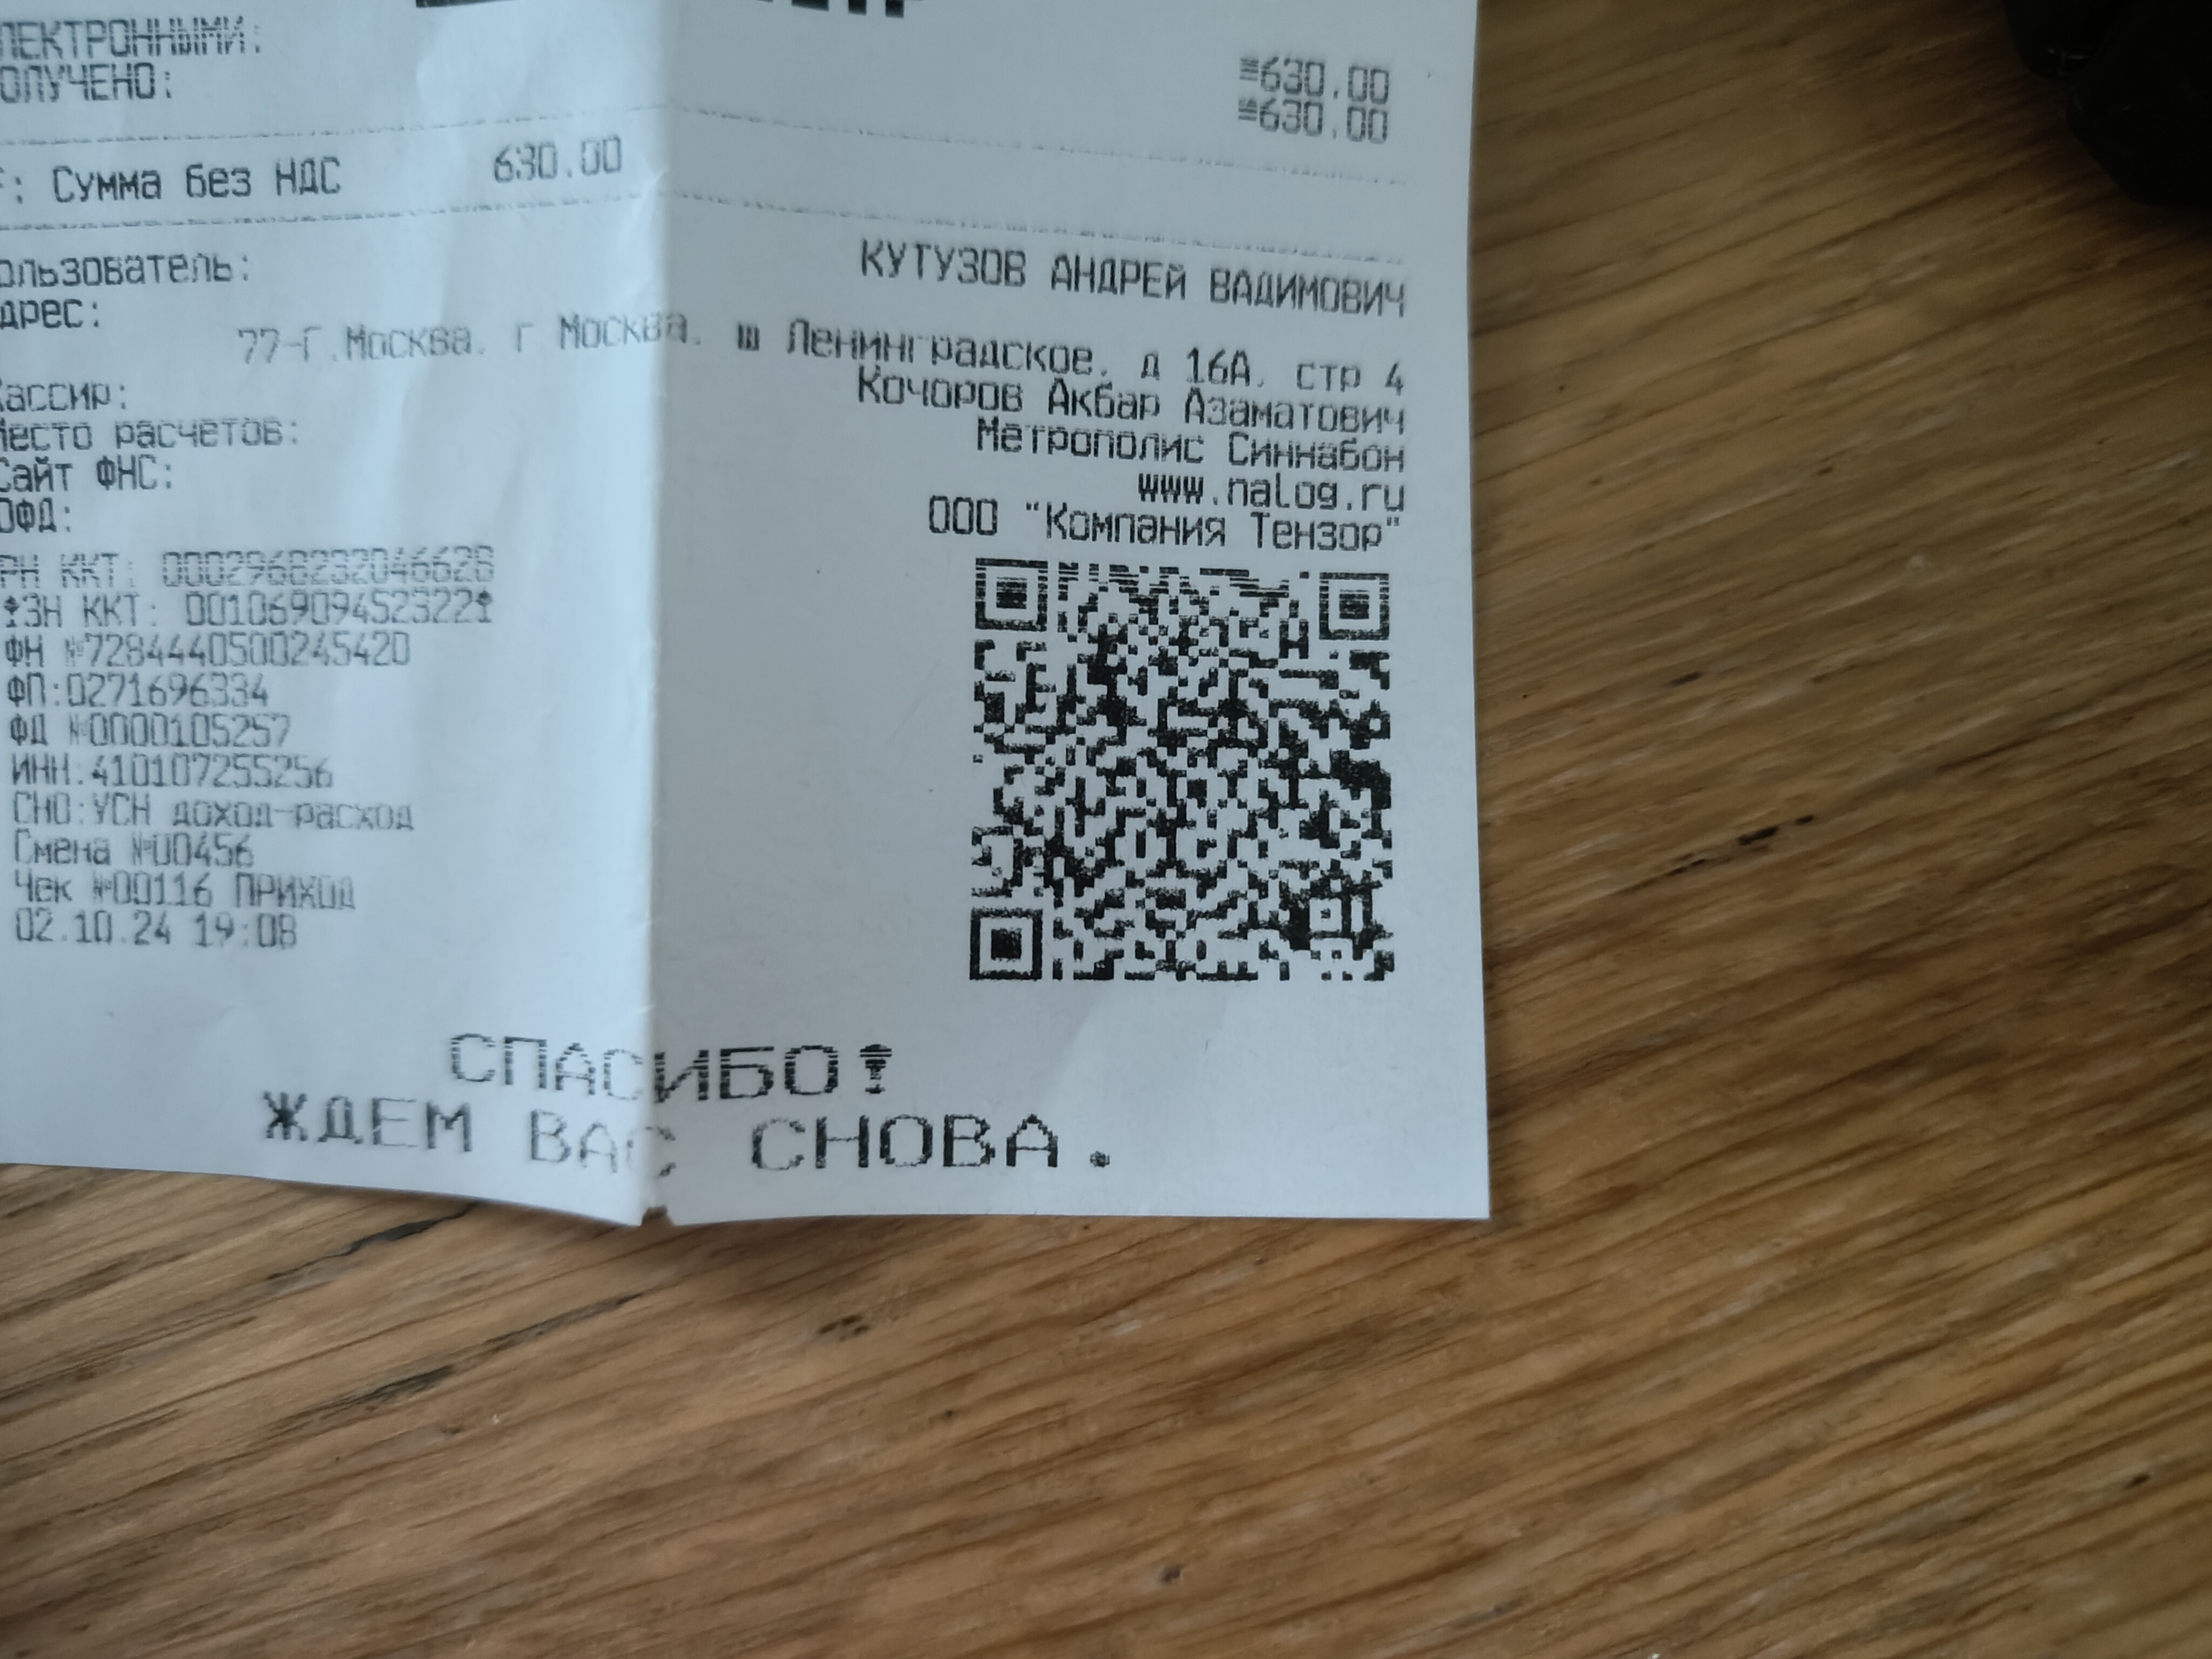 ЛЕКТРОННЫМИ:
=630.00
ОЛУЧЕНО:
=630.00
: Сумма без НДС 630.00
ользователь:
КУТУЗОВ АНДРЕЙ ВАДИМОВИЧ
дрес:
77-Г.Москва, г Москва, ш Ленинградское, д 16А, стр 4
Кассир:
Кочоров Акбар Азаматович
Место расчетов:
Метрополис Синнабон
Сайт ФНС:
www.nalog.ru
ОФД:
ООО "Компания Тензор"
РН ККТ: 0002968232046628
ЗН ККТ: 00106909452322
ФН №7284440500245420
ФП:0271696334
ФД №0000105257
ИНН:410107255256
СНО:УСН доход-расход
Смена №00456
Чек №00116 ПРИХОД
02.10.24 19:08
СПАСИБО!
ЖДЕМ ВАС СНОВА.